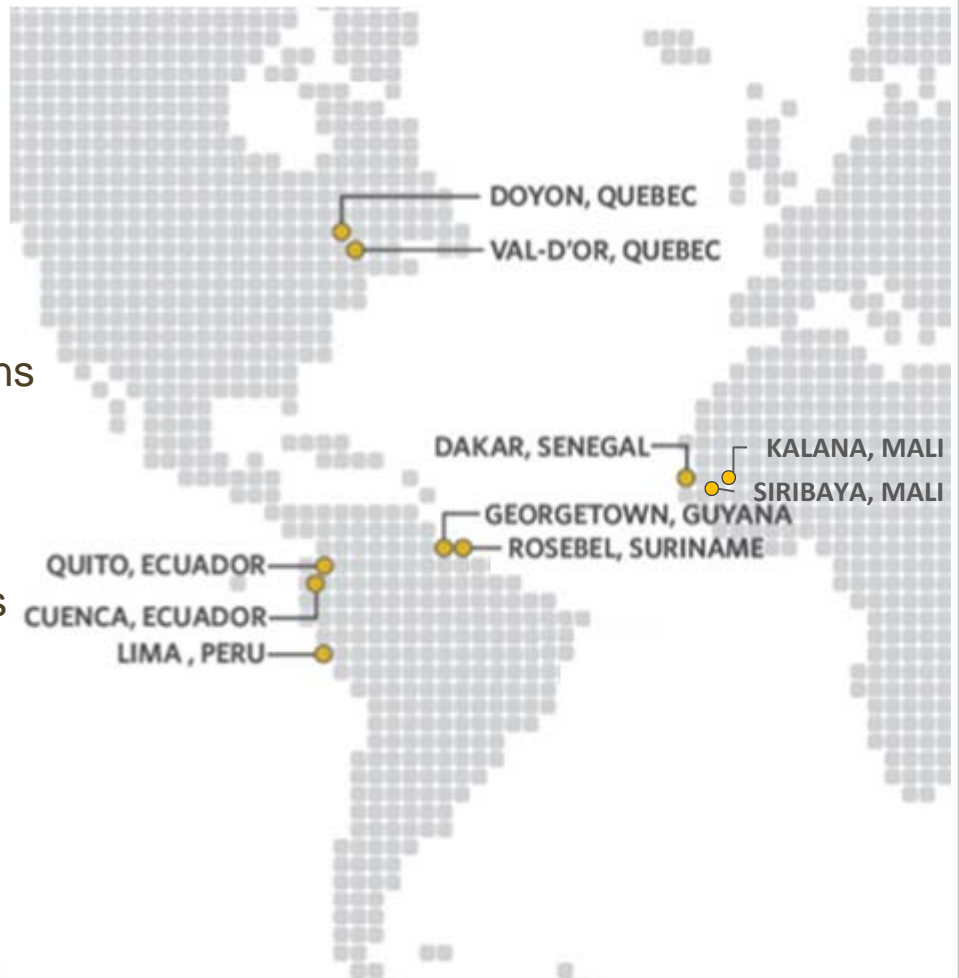 DOYON, QUEBEC
VAL-D'OR, QUEBEC
ns
DAKAR, SENEGAL
KALANA, MALI
SIRIBAYA, MALI
GEORGETOWN, GUYANA
ROSEBEL, SURINAME
QUITO, ECUADOR
s
CUENCA, ECUADOR
LIMA , PERU